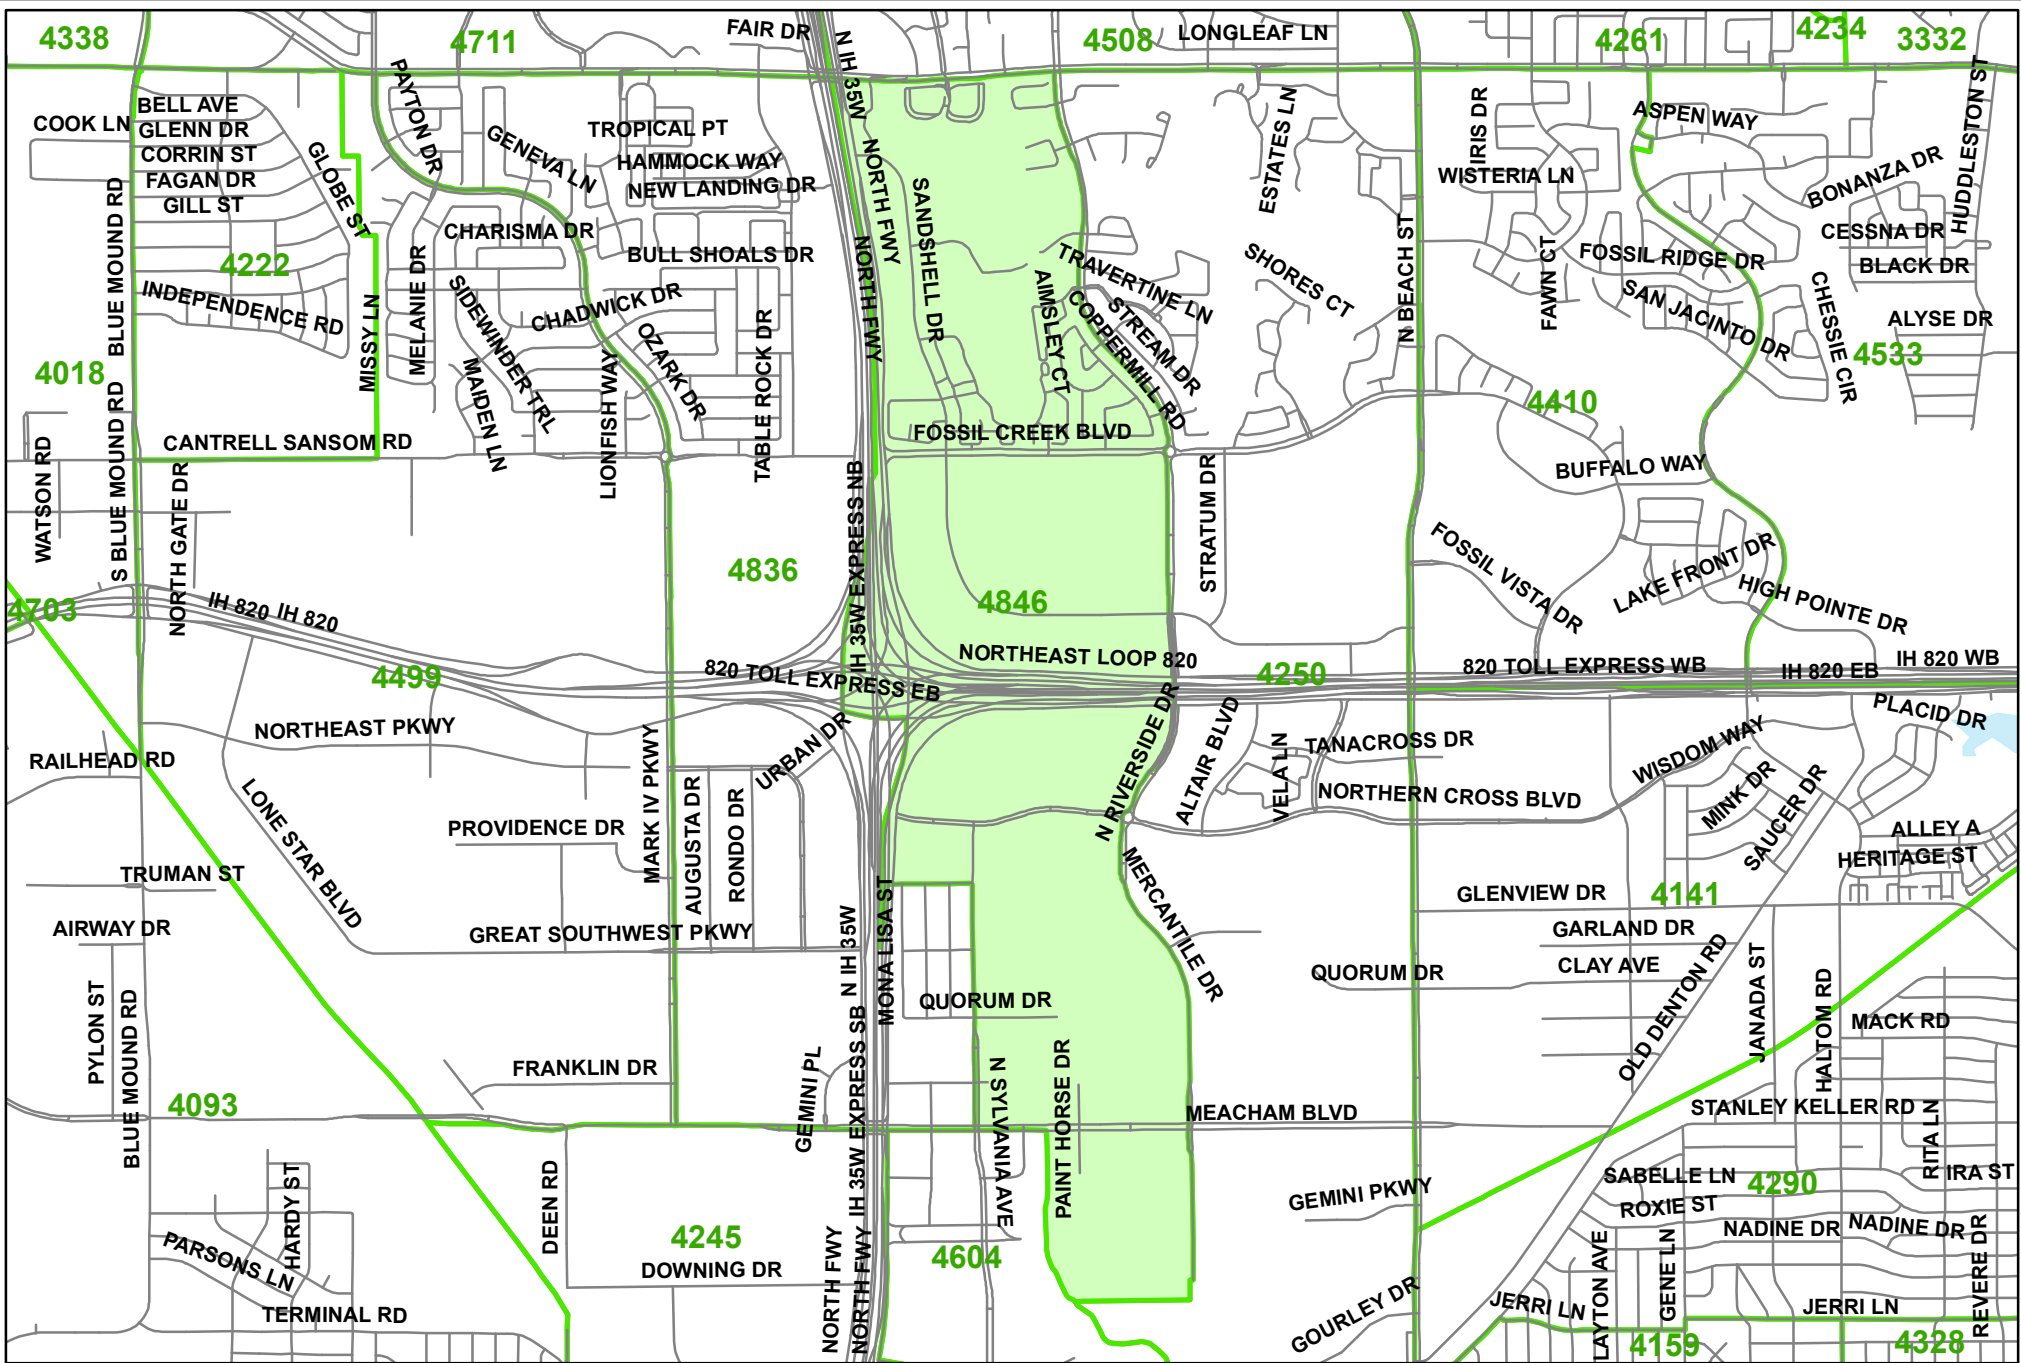 4338
4711
FAIR DR
N IH 35W
4508
LONGLEAF LN
4261
4234
3332
BELL AVE
COOK LN
GLENN DR
CORRIN ST
FAGAN DR
GILL ST
GLOBE ST
PAYTON DR
GENEVA LN
TROPICAL PT
HAMMOCK WAY
NEW LANDING DR
NORTH FWY
SANDSHELL DR
ESTATES LN
IRIS DR
WISTERIA LN
ASPEN WAY
BONANZA DR
HUDDLESTON ST
BLUE MOUND RD
4222
INDEPENDENCE RD
MISSY LN
MELANIE DR
CHARISMA DR
BULL SHOALS DR
SIDEWINDER TRL
CHADWICK DR
OZARK DR
TABLE ROCK DR
NORTH FWY
AIMSLEY CT
TRAVERTINE LN
STREAM DR
COPPERMILL RD
SHORES CT
N BEACH ST
FAWN CT
FOSSIL RIDGE DR
SAN JACINTO DR
CESSNA DR
BLACK DR
CHESSIE CIR
ALYSE DR
4533
4018
S BLUE MOUND RD
WATSON RD
CANTRELL SANSOM RD
NORTH GATE DR
MAIDEN LN
LIONFISH WAY
FOSSIL CREEK BLVD
4410
BUFFALO WAY
STRATUM DR
IH 35W EXPRESS NB
4836
4846
FOSSIL VISTA DR
LAKE FRONT DR
HIGH POINTE DR
4703
IH 820
IH 820
4499
820 TOLL EXPRESS EB
NORTHEAST LOOP 820
4250
820 TOLL EXPRESS WB
IH 820 EB
IH 820 WB
NORTHEAST PKWY
RAILHEAD RD
LONE STAR BLVD
MARK IV PKWY
URBAN DR
N RIVERSIDE DR
ALTAIR BLVD
VELA LN
TANACROSS DR
NORTHERN CROSS BLVD
WISDOM WAY
MINK DR
SAUCER DR
PLACID DR
ALLEY A
HERITAGE ST
PROVIDENCE DR
AUGUSTA DR
RONDO DR
TRUMAN ST
AIRWAY DR
GREAT SOUTHWEST PKWY
N IH 35W
MONA LISA ST
MERCANTILE DR
GLENVIEW DR
4141
GARLAND DR
CLAY AVE
QUORUM DR
QUORUM DR
OLD DENTON RD
JANADA ST
HALTOM RD
MACK RD
PYLON ST
BLUE MOUND RD
4093
FRANKLIN DR
GEMINI PL
IH 35W EXPRESS SB
N SYLVANIA AVE
PAINT HORSE DR
MEACHAM BLVD
STANLEY KELLER RD
RITA LN
SABELLE LN
4290
IRA ST
ROXIE ST
NADINE DR
NADINE DR
GEMINI PKWY
HARDY ST
PARSONS LN
TERMINAL RD
DEEN RD
4245
DOWNING DR
NORTH FWY
NORTH FWY
4604
GOURLEY DR
JERRI LN
LAYTON AVE
GENE LN
JERRI LN
REVERE DR
4159
4328